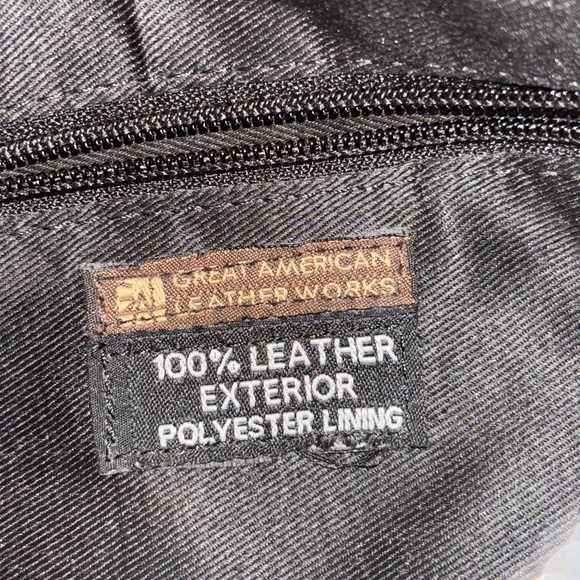 GREAT AMERICAN
LEATHER WORKS
100% LEATHER
EXTERIOR
POLYESTER LINING